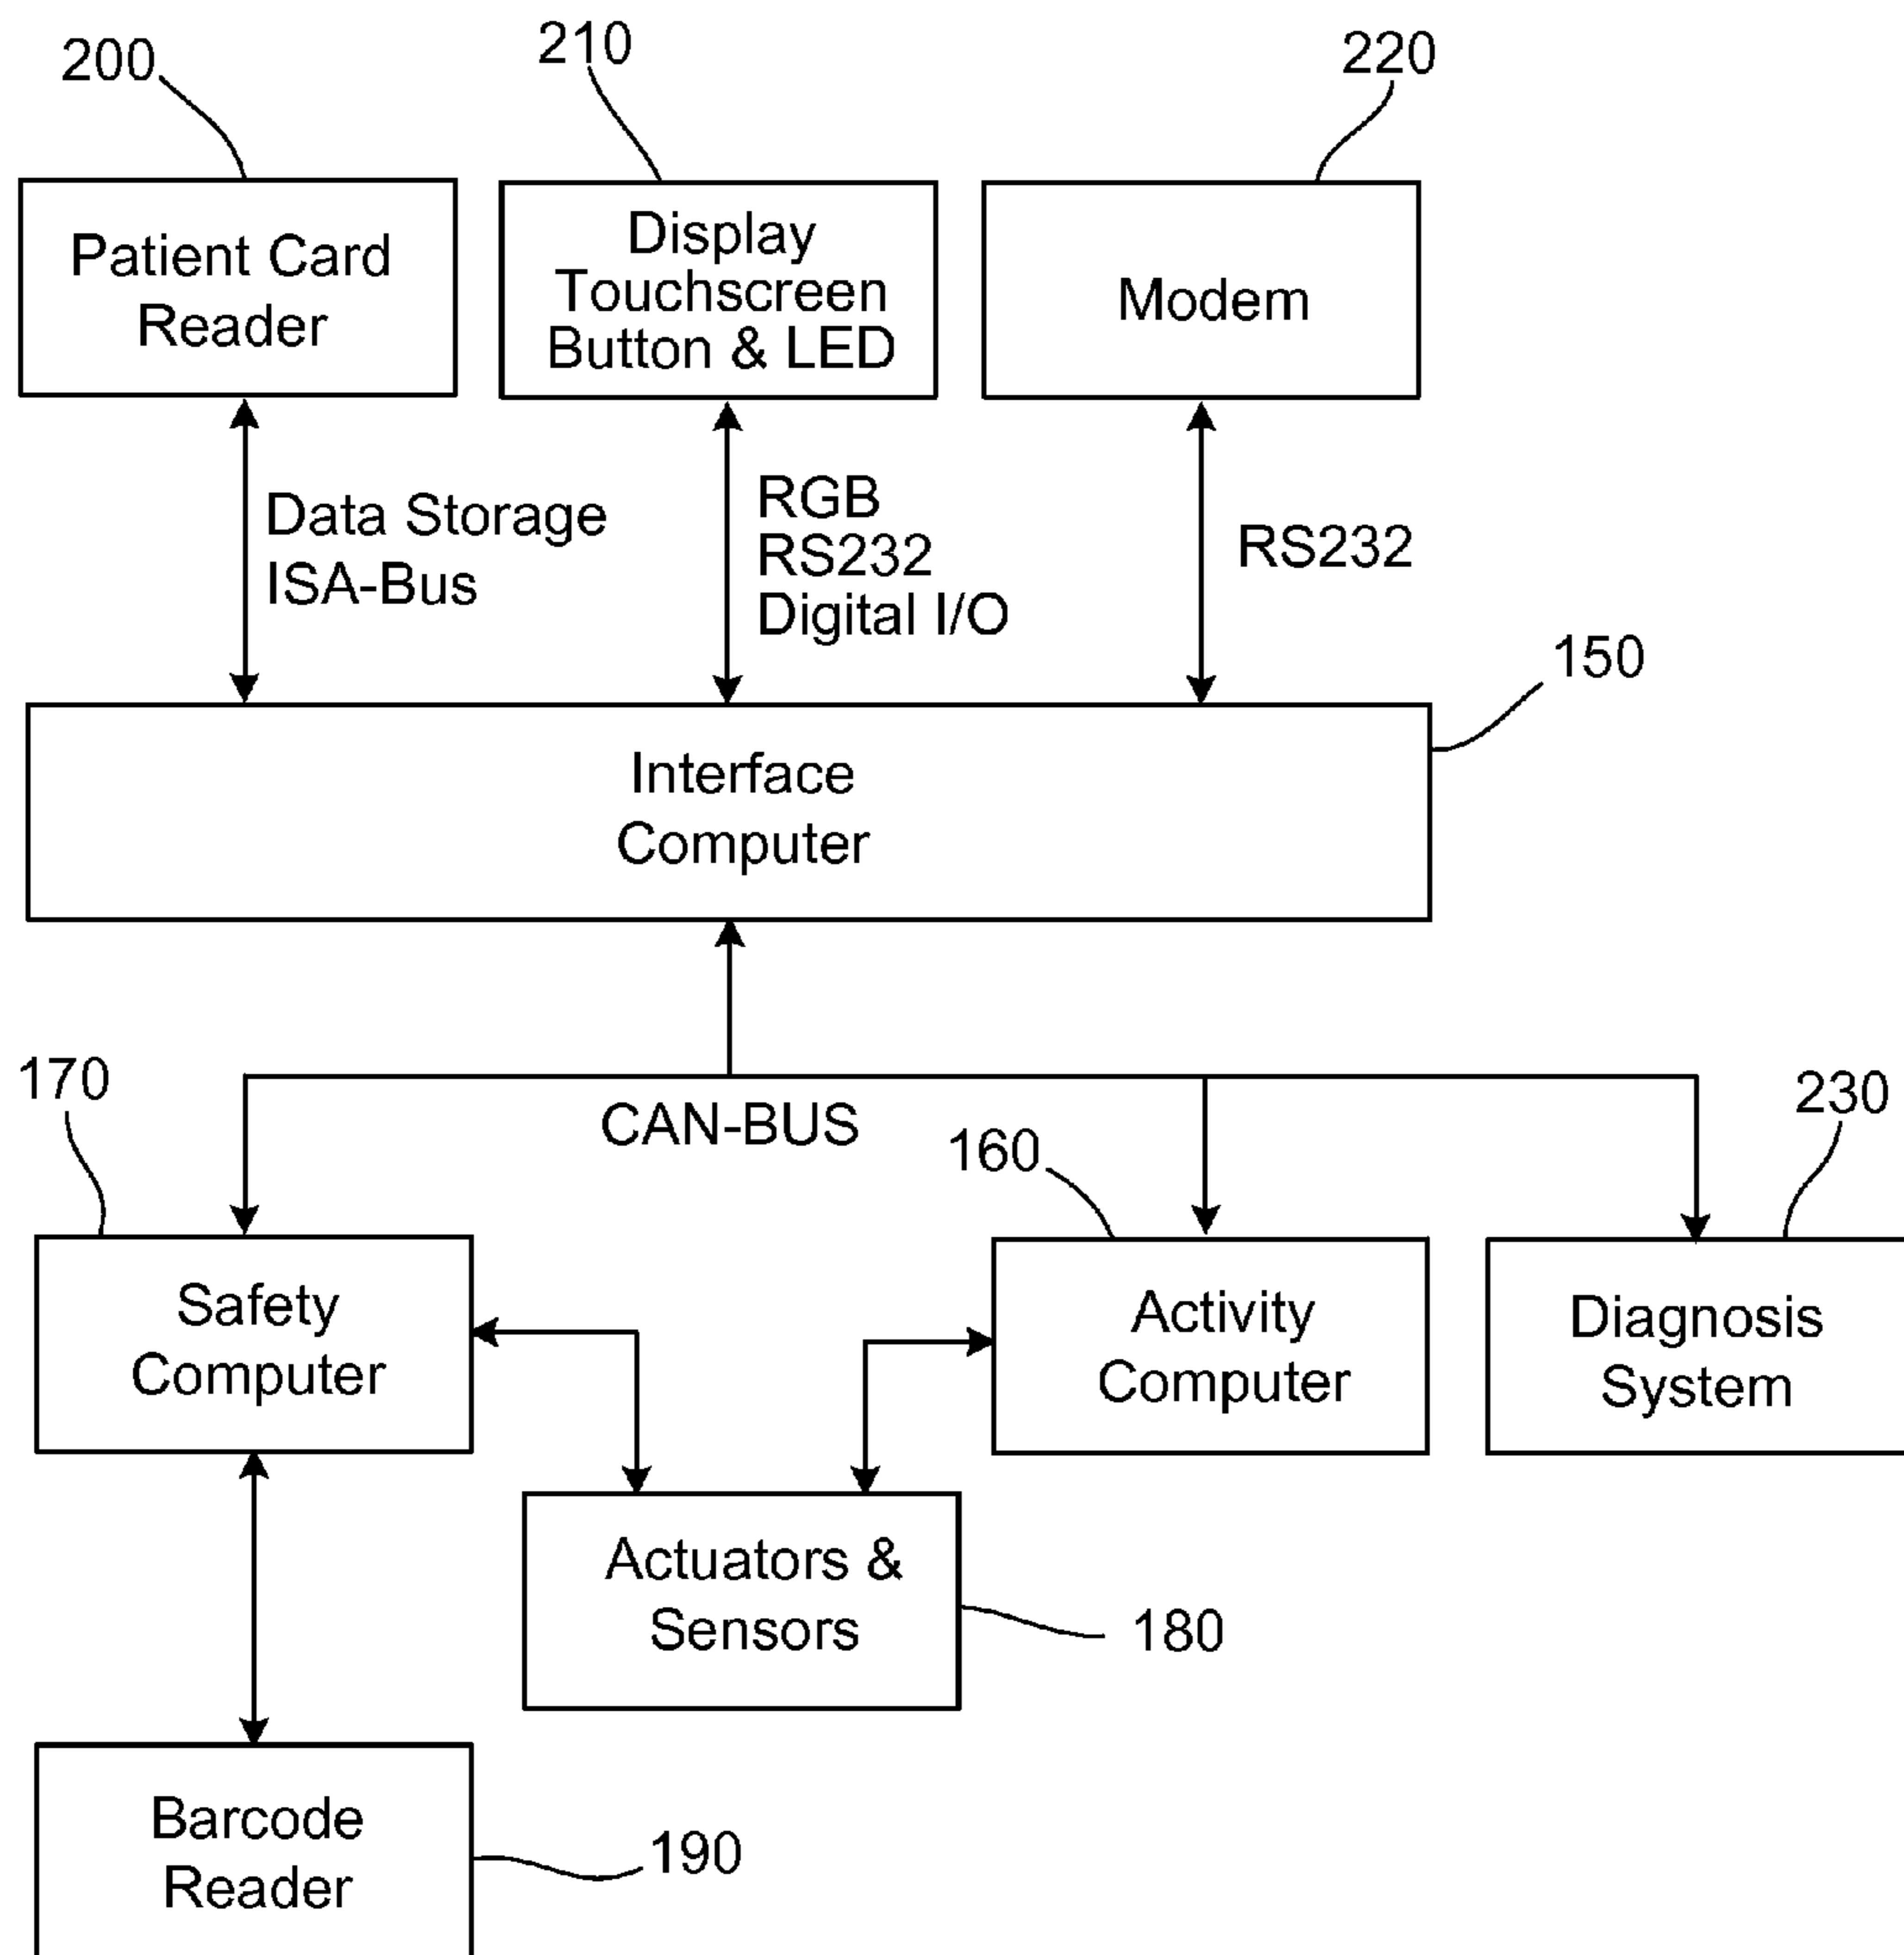 200
210
220
Patient Card
Reader
Display
Touchscreen
Button & LED
Modem
Data Storage
ISA-Bus
RGB
RS232
Digital I/O
RS232
150
Interface
Computer
170
CAN-BUS
160
230
Safety
Computer
Activity
Computer
Diagnosis
System
Actuators &
Sensors
180
Barcode
Reader
190